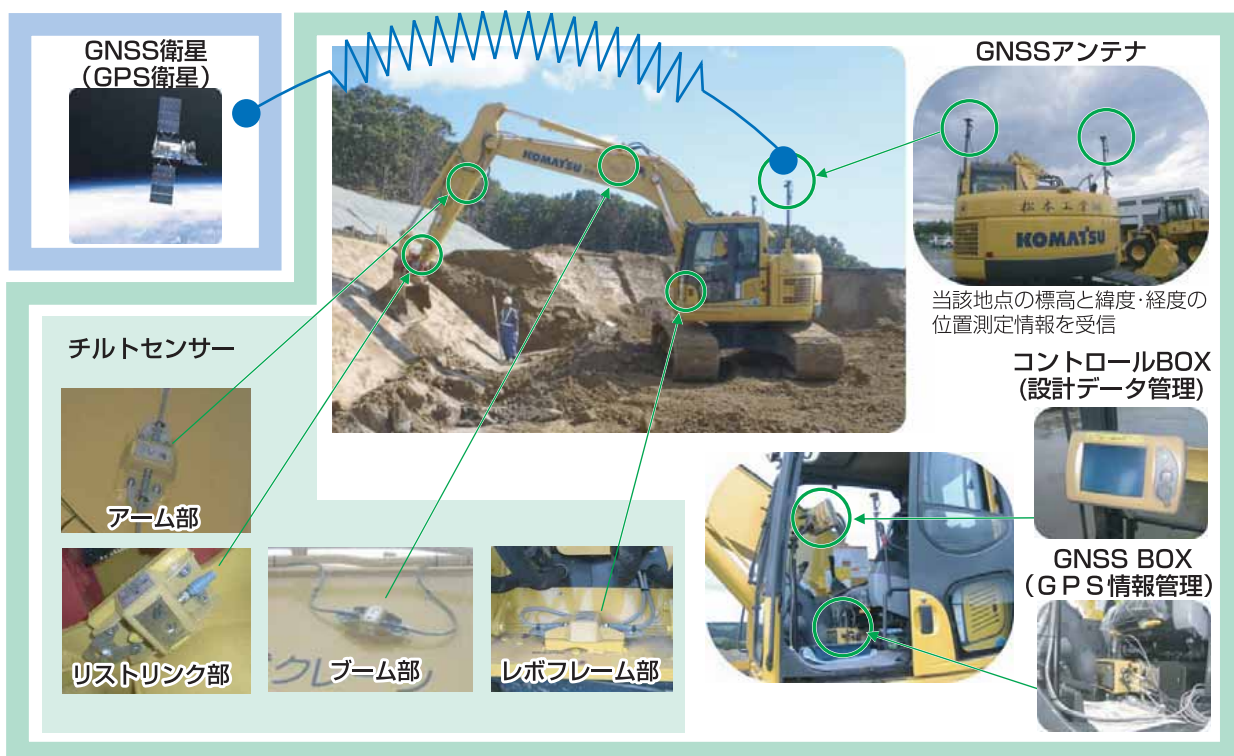 GNSS衛星
（GPS衛星）
KOMATSU
GNSSアンテナ
松本工業㈱
KOMATSU
当該地点の標高と緯度・経度の
位置測定情報を受信
チルトセンサー
アーム部
リストリンク部
ブーム部
レボフレーム部
コントロールBOX
(設計データ管理)
GNSS BOX
（ＧＰＳ情報管理）